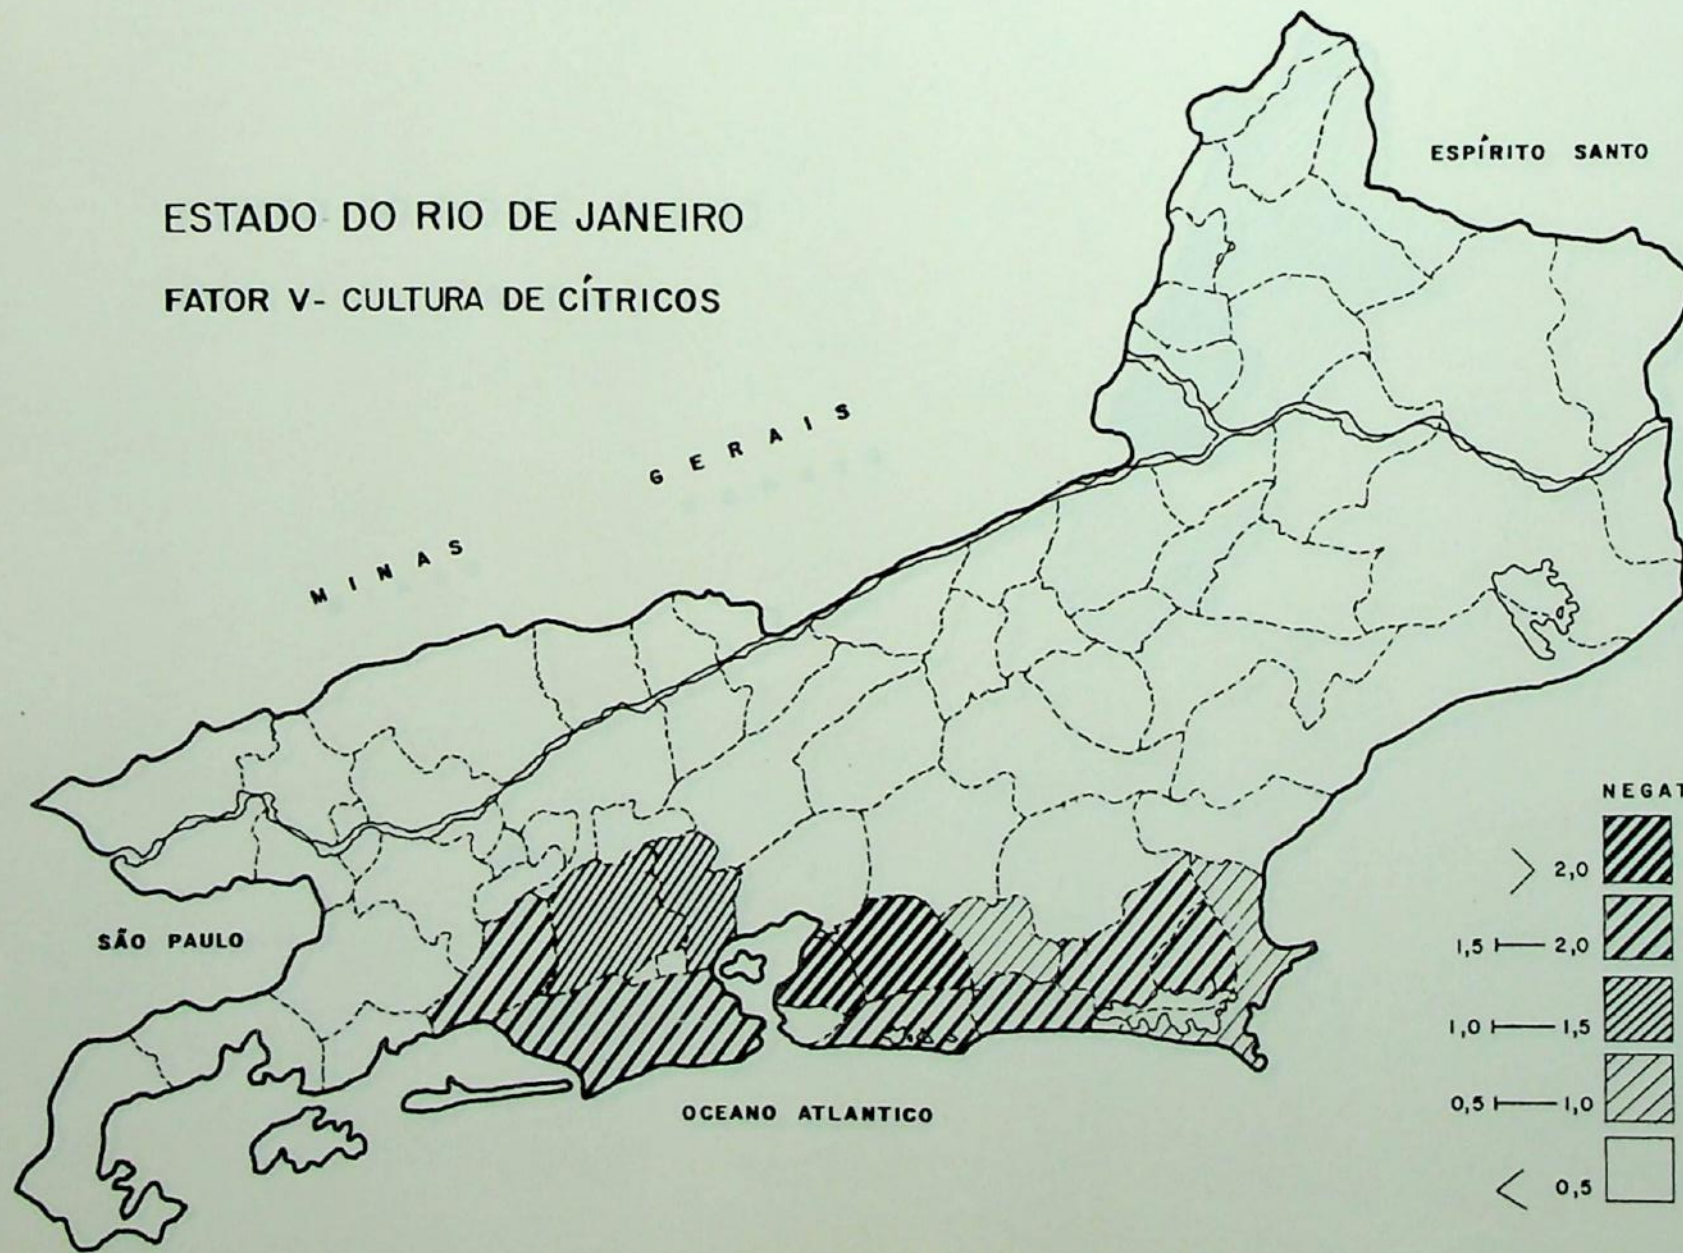 ESPÍRITO SANTO
ESTADO DO RIO DE JANEIRO
FATOR V- CULTURA DE CÍTRICOS
MINAS GERAIS
SÃO PAULO
OCEANO ATLANTICO
> 2,0
1,5 2,0
1,0 1,5
0,5 1,0
< 0,5